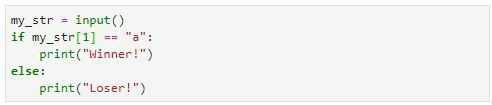 my_str = input()
if my_str[1] == "a":
    print("Winner!")
else:
    print("Loser!")